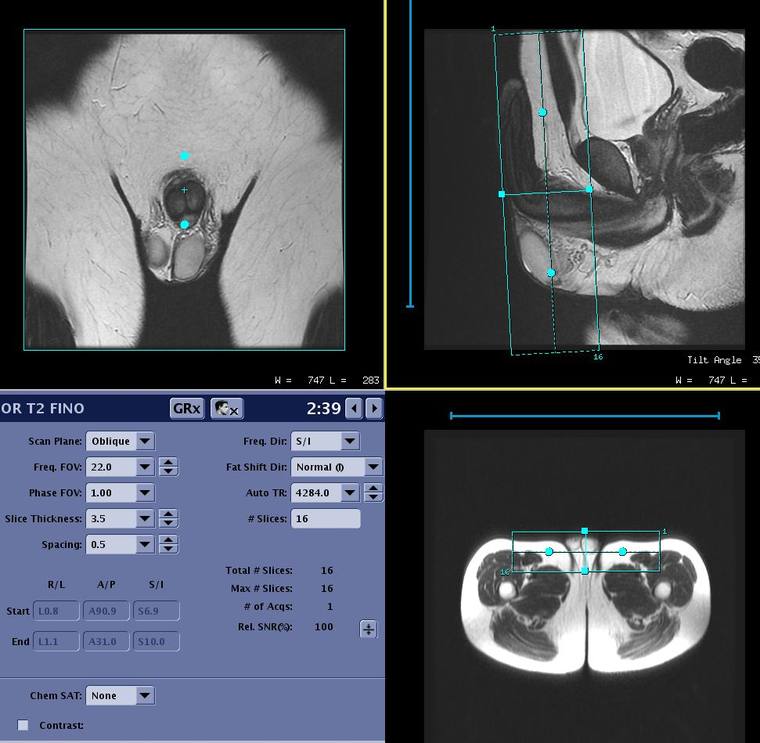 1
16
Tilt Angle
W = 747 L = 283
W = 747 L =
OR T2 FINO
GRx
x
2:39
Scan Plane: Oblique
Freq. Dir: S/I
Freq. FOV: 22.0
Fat Shift Dir: Normal (I)
Phase FOV: 1.00
Auto TR: 4284.0
Slice Thickness: 3.5
# Slices: 16
Spacing: 0.5
Total # Slices: 16
Max # Slices: 16
# of Acqs: 1
Rel. SNR(%): 100
R/L A/P S/I
Start L0.8 A90.9 S6.9
End L1.1 A31.0 S10.0
Chem SAT: None
Contrast:
1
16